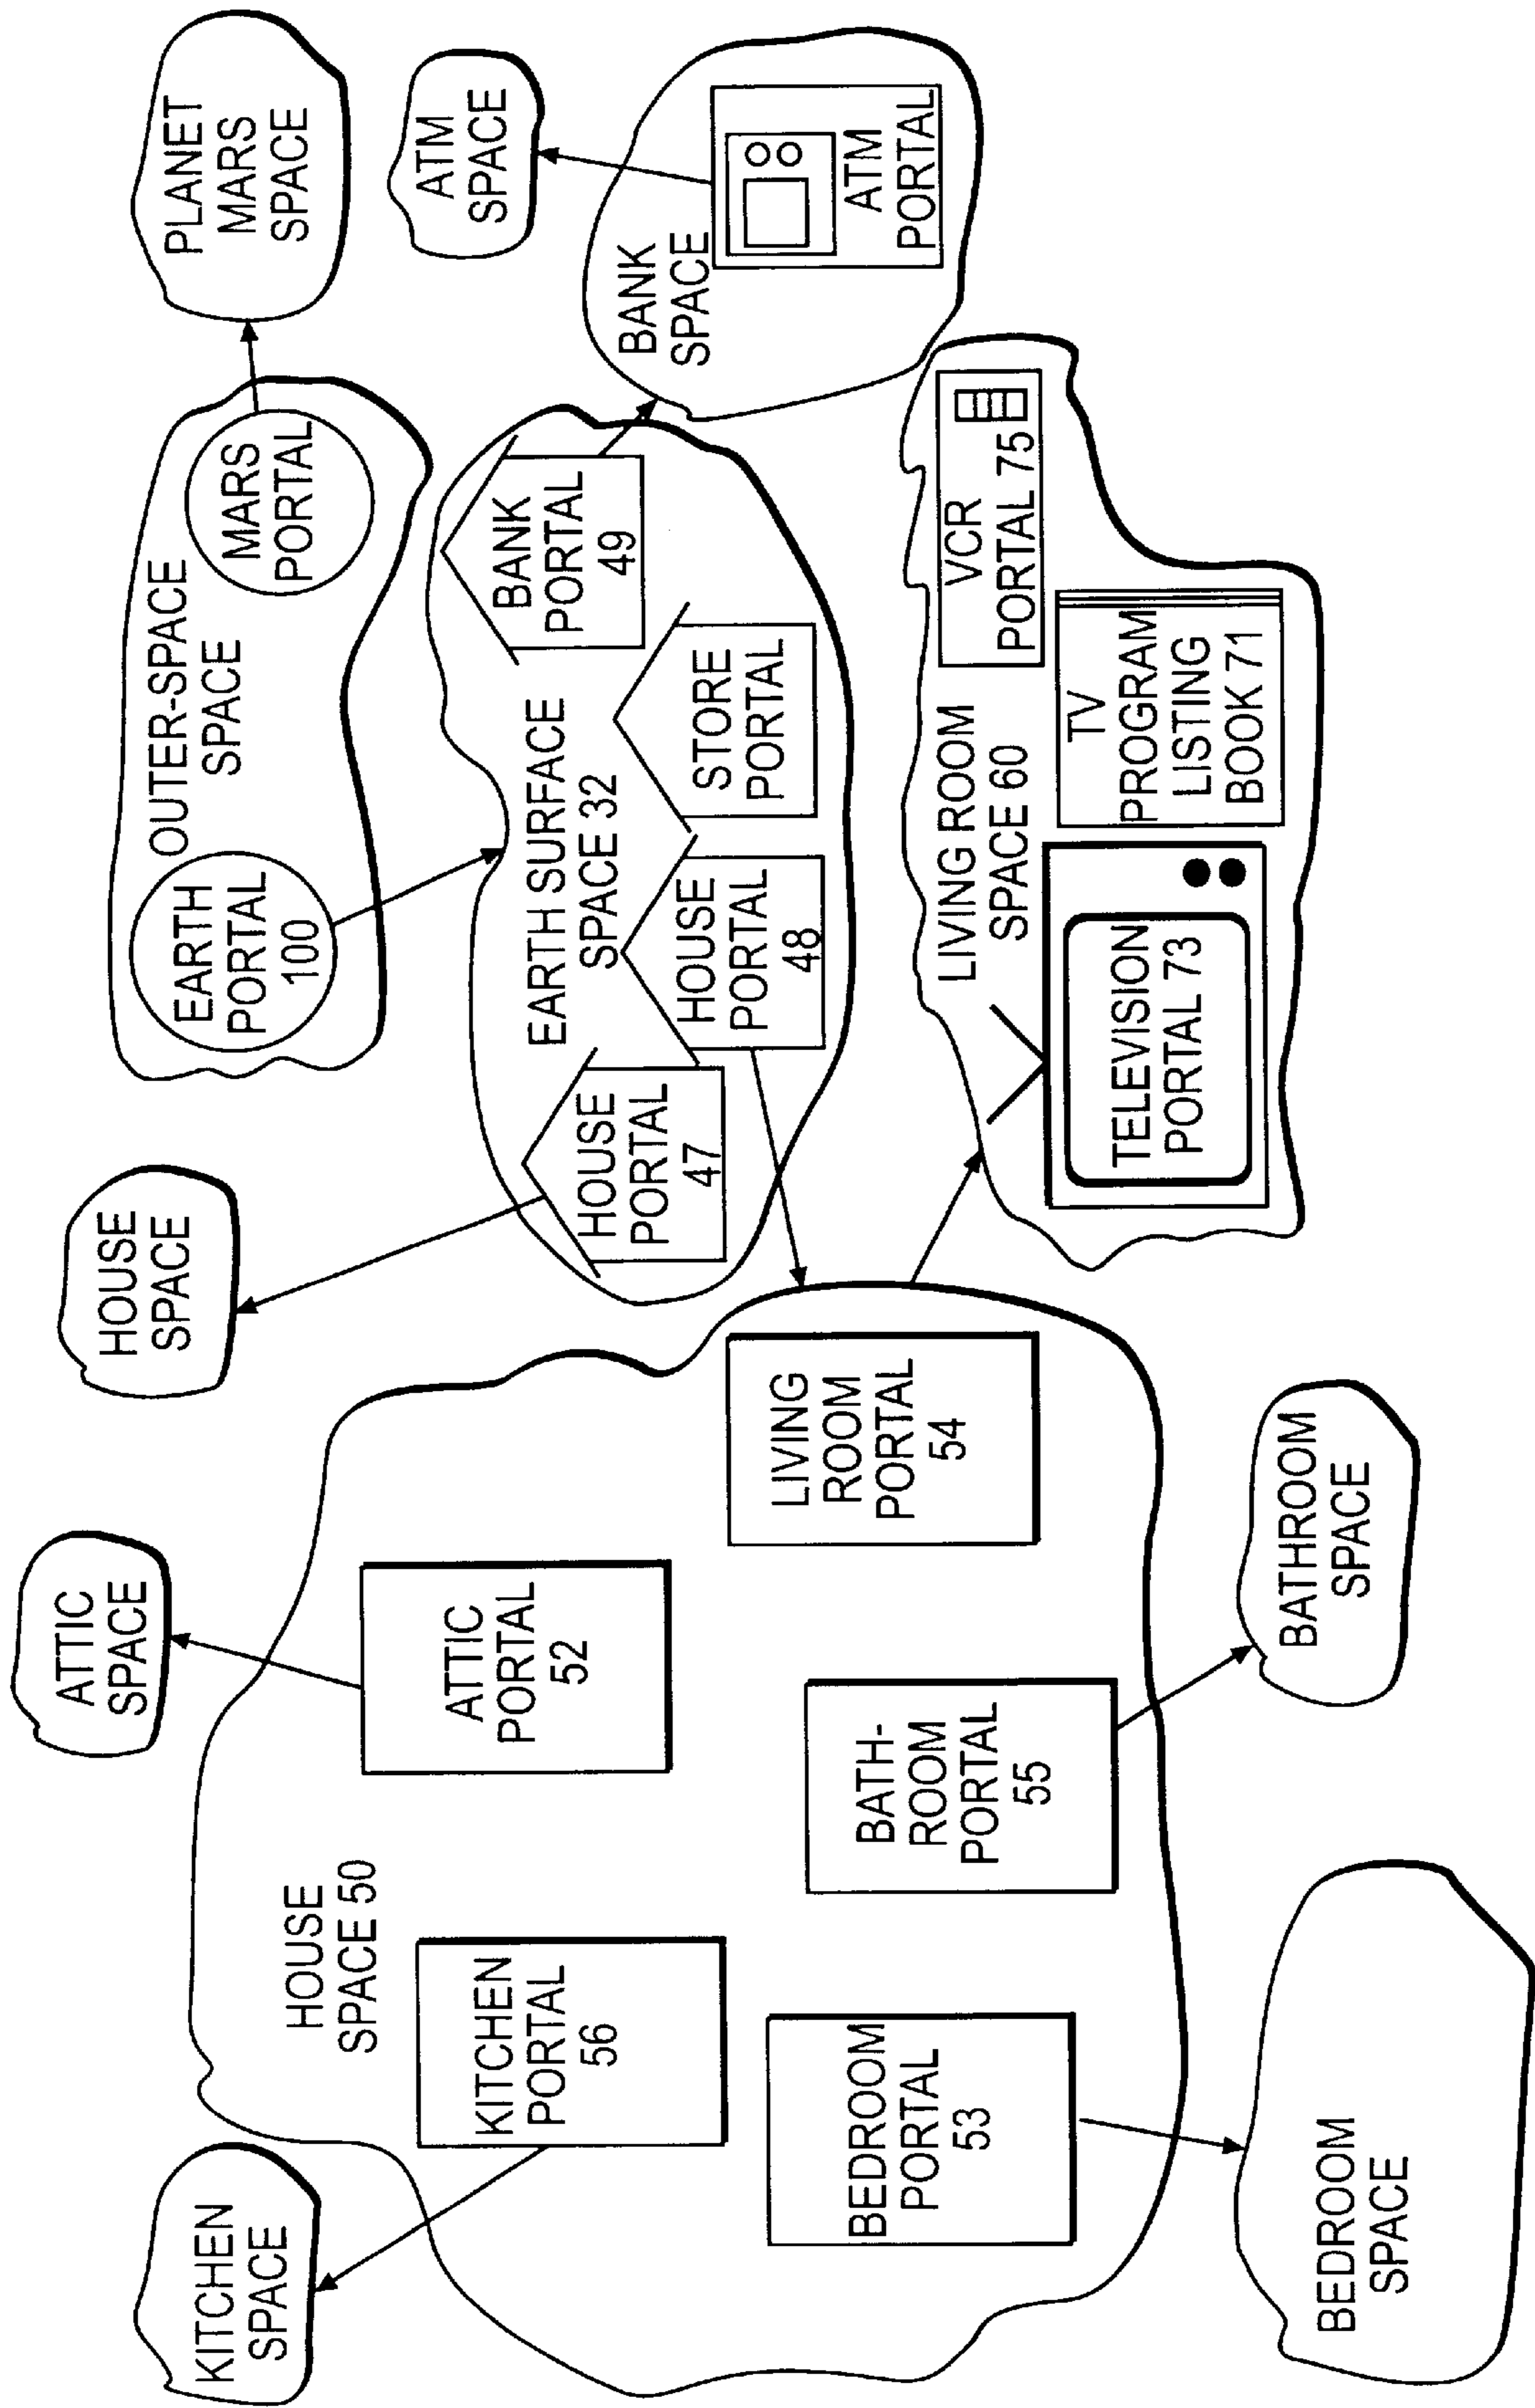 KITCHEN
SPACE
ATTIC
SPACE
HOUSE
SPACE
PLANET
MARS
SPACE
EARTH
PORTAL
100
OUTER-SPACE
SPACE
MARS
PORTAL
ATM
SPACE
HOUSE
SPACE 50
KITCHEN
PORTAL
56
ATTIC
PORTAL
52
BEDROOM
PORTAL
53
BATH-
ROOM
PORTAL
55
LIVING
ROOM
PORTAL
54
EARTH SURFACE
SPACE 32
HOUSE
PORTAL
47
HOUSE
PORTAL
48
STORE
PORTAL
BANK
PORTAL
49
BANK
SPACE
ATM
PORTAL
LIVING ROOM
SPACE 60
TELEVISION
PORTAL 73
TV
PROGRAM
LISTING
BOOK 71
VCR
PORTAL 75
BEDROOM
SPACE
BATHROOM
SPACE